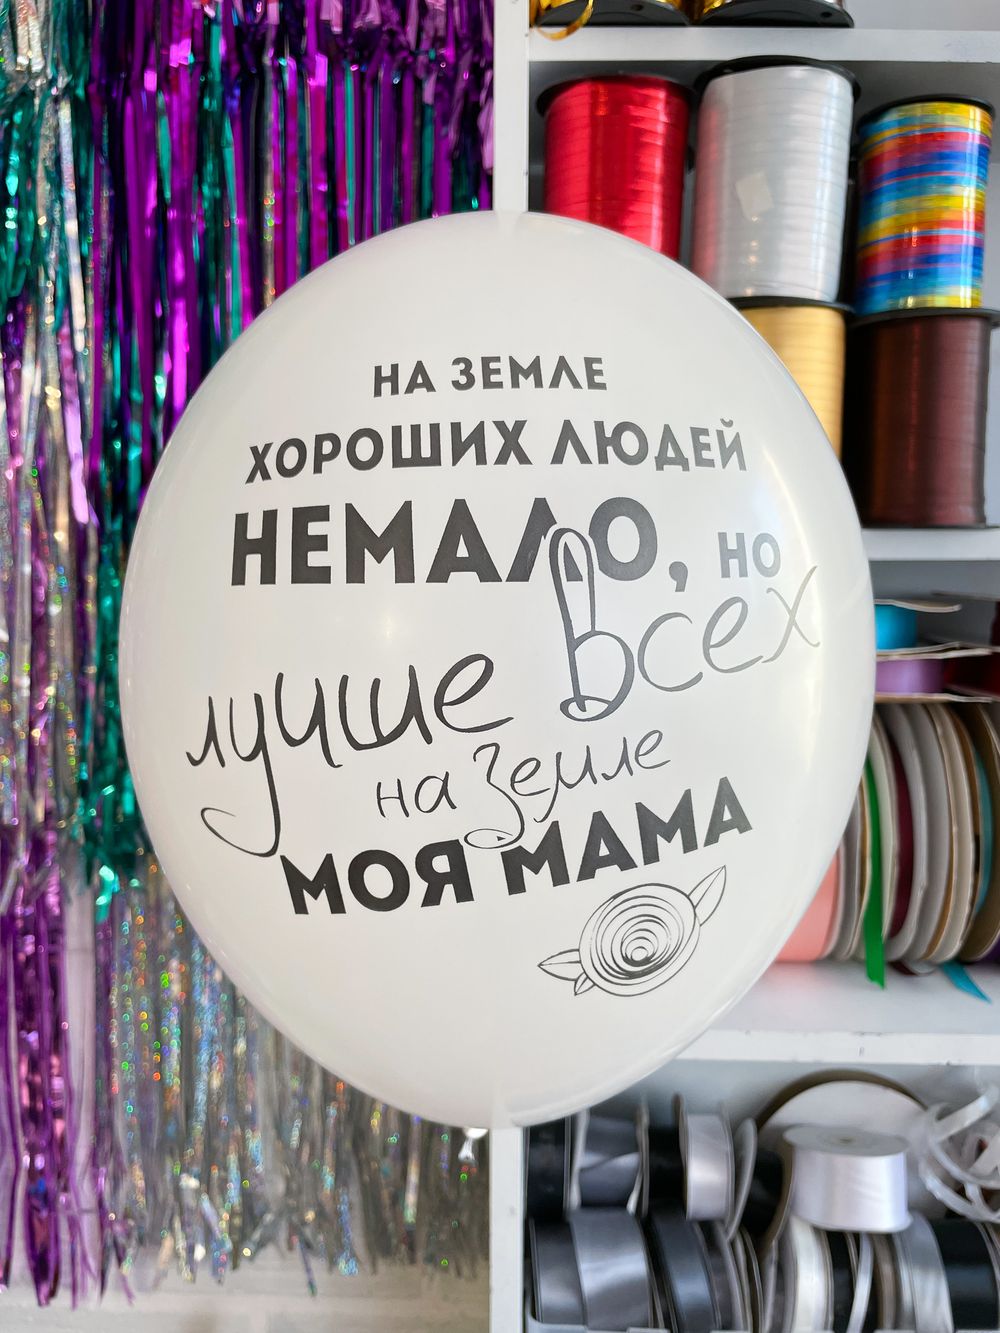 НА ЗЕМЛЕ
ХОРОШИХ ЛЮДЕЙ
НЕМАЛО, НО
лучше всех
на земле
МОЯ МАМА